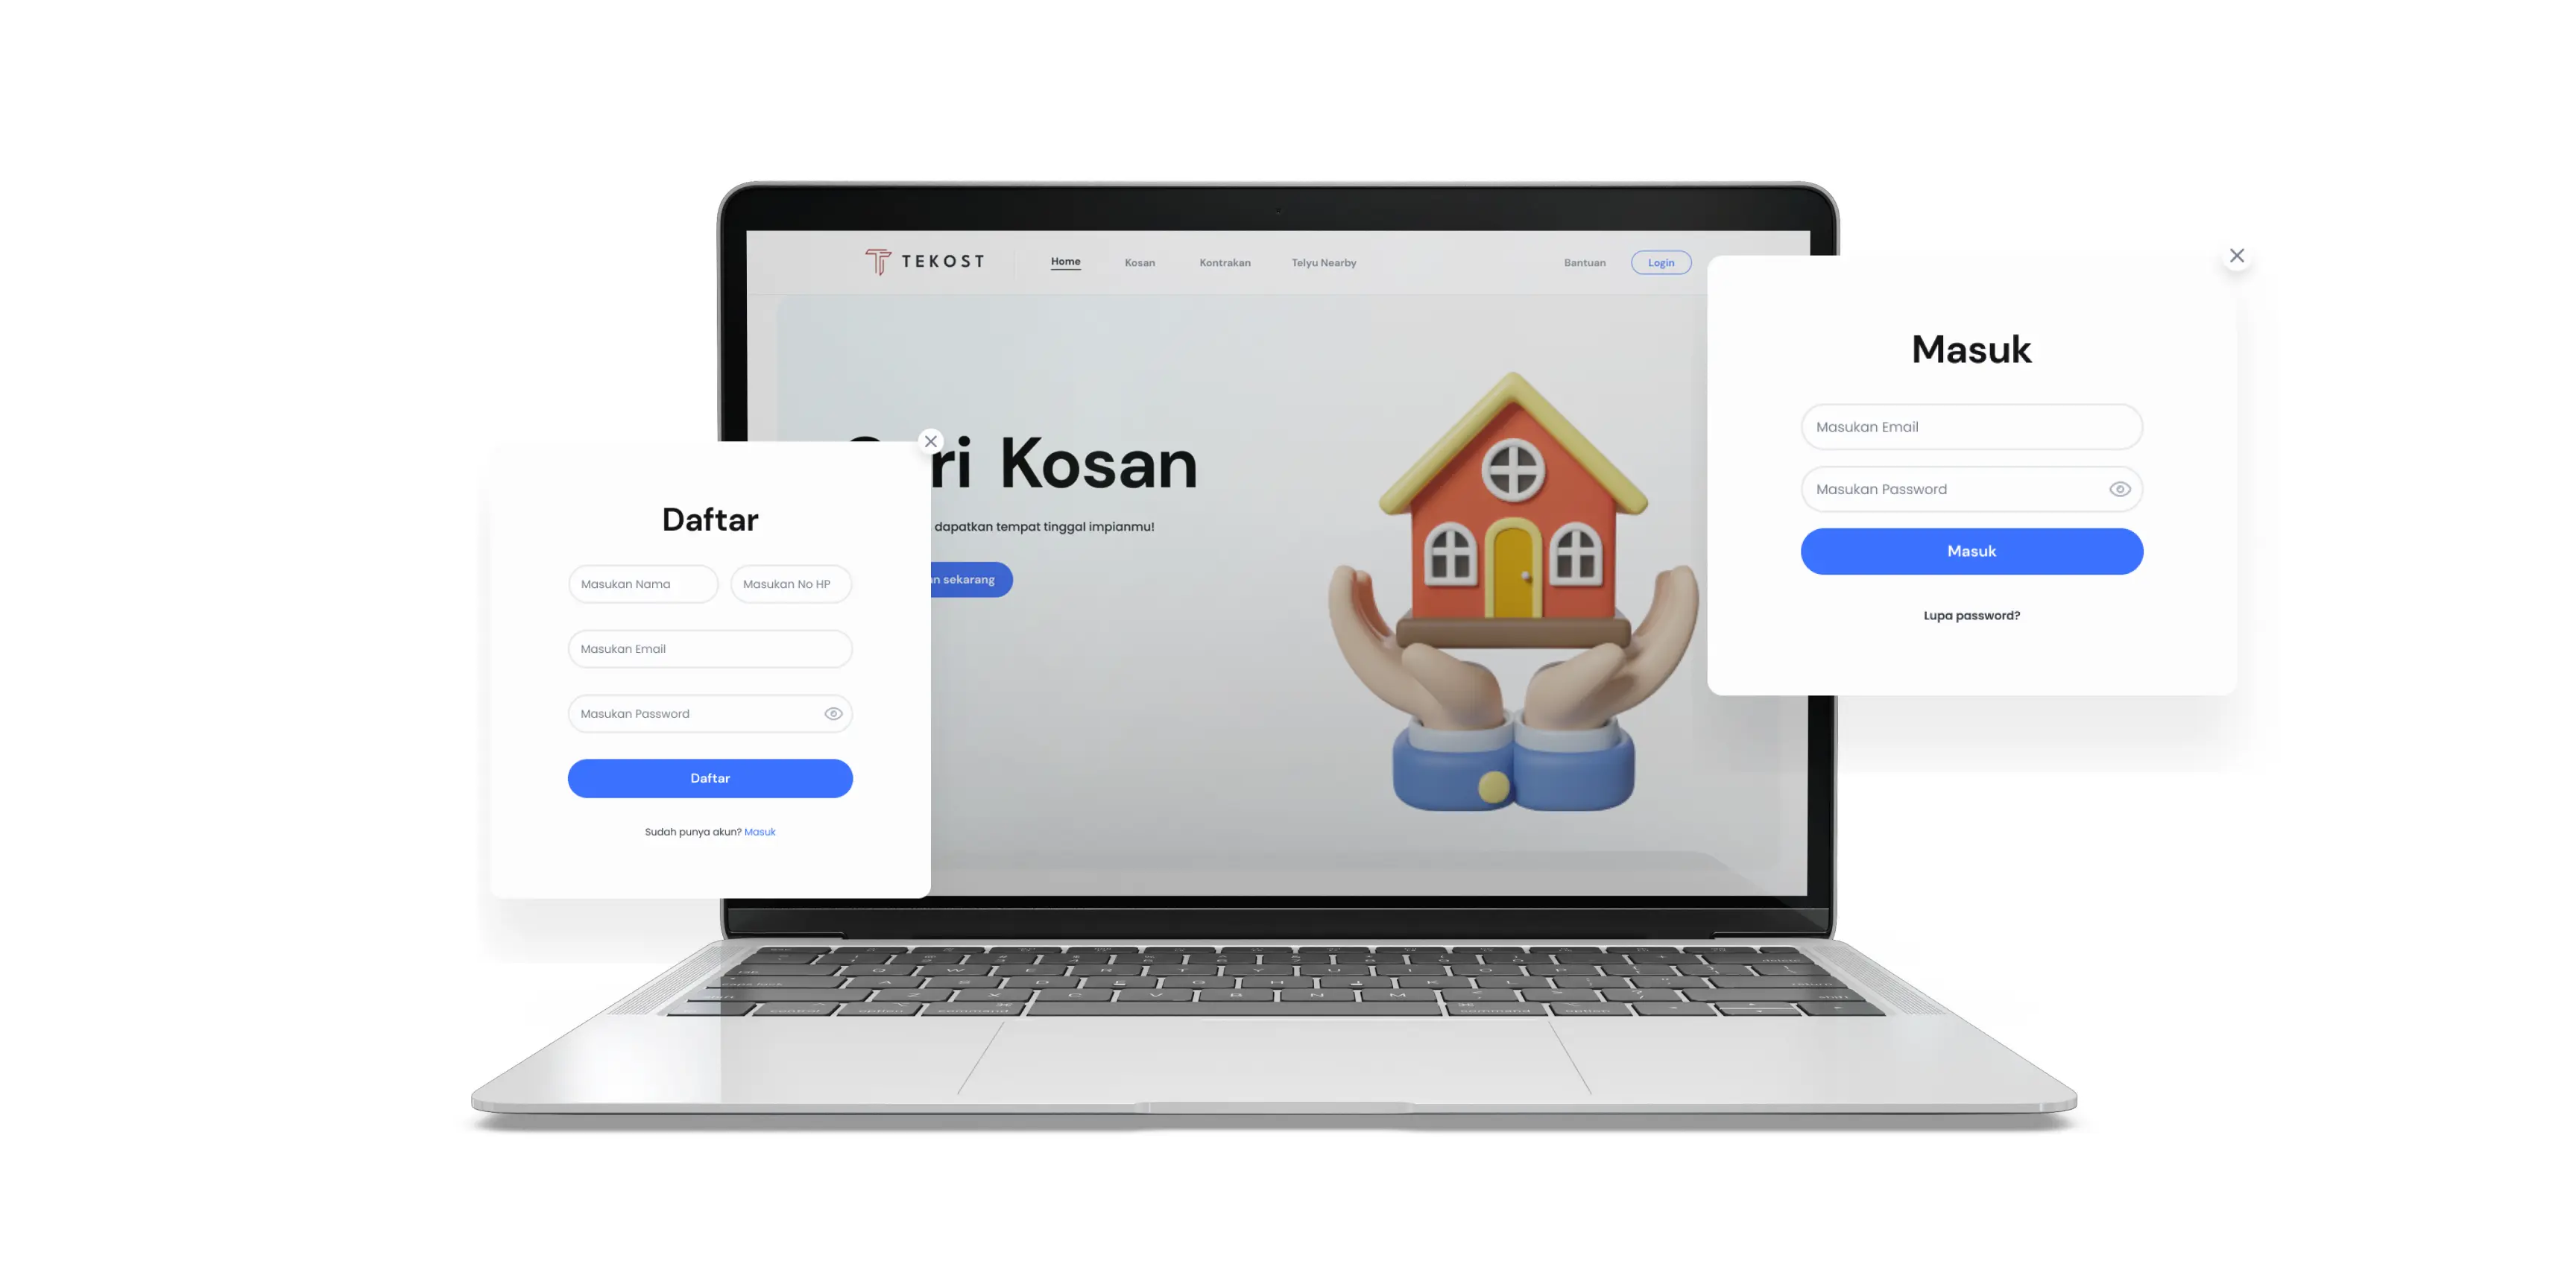 TEKOST
Home
Kosan
Kontrakan
Telyu Nearby
Bantuan
Login
ri Kosan
dapatkan tempat tinggal impianmu!
an sekarang
Daftar
Masukan Nama
Masukan No HP
Masukan Email
Masukan Password
Daftar
Sudah punya akun? Masuk
Masuk
Masukan Email
Masukan Password
Masuk
Lupa password?